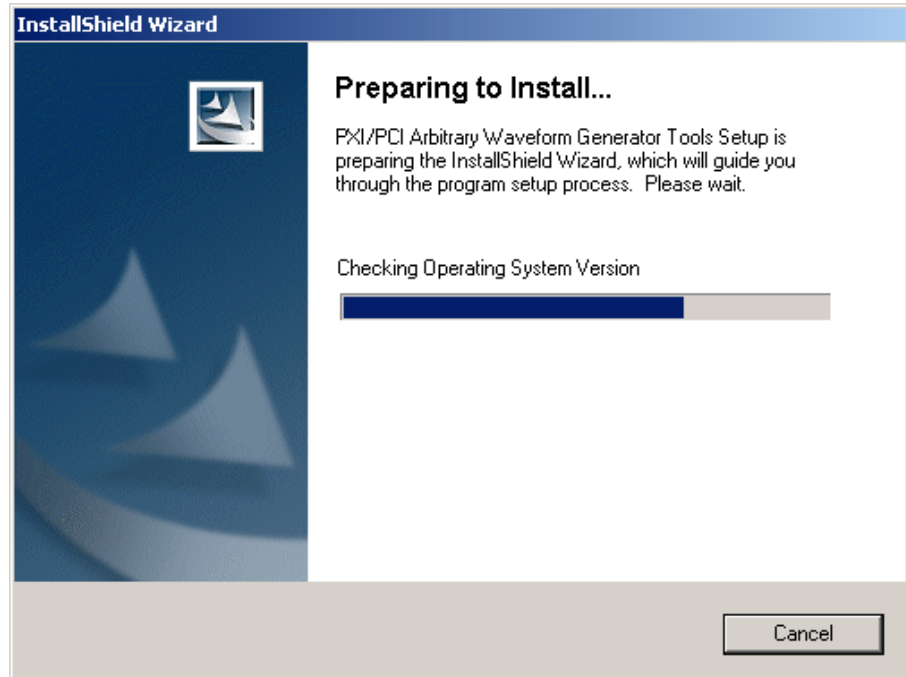 InstallShield Wizard
Preparing to Install...
PXI/PCI Arbitrary Waveform Generator Tools Setup is
preparing the InstallShield Wizard, which will guide you
through the program setup process.  Please wait.
Checking Operating System Version
Cancel